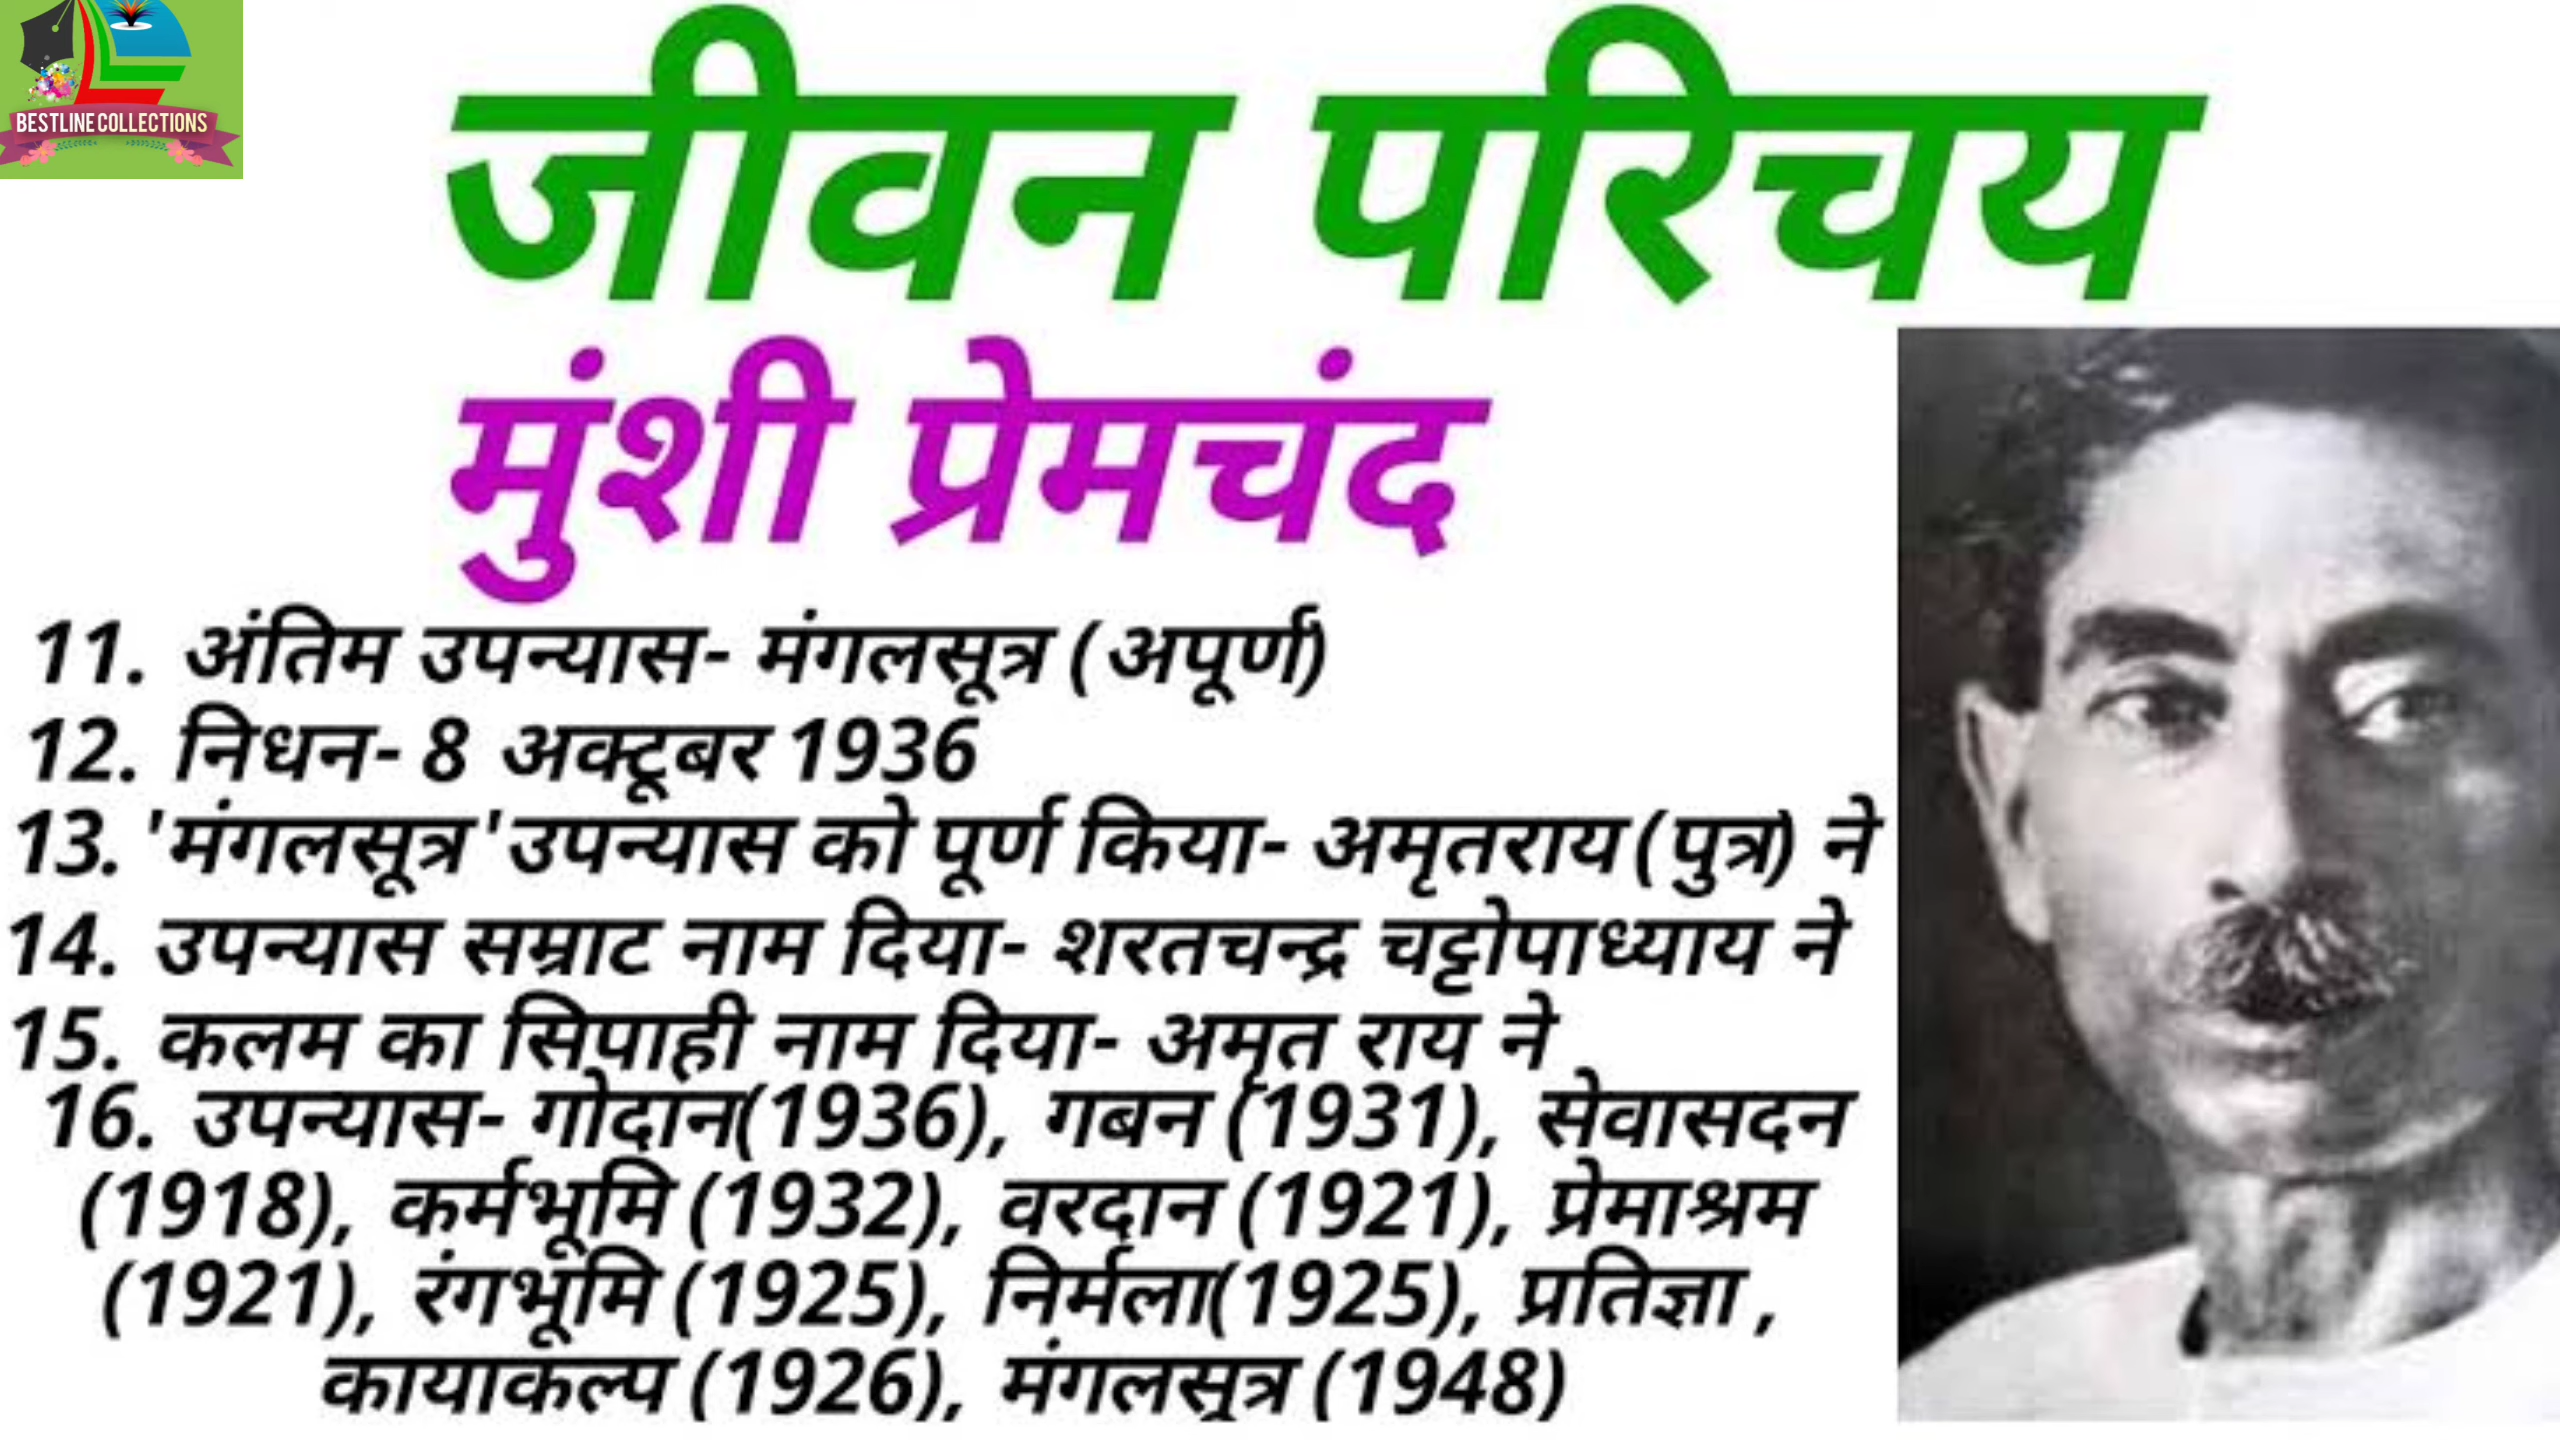 BESTLINE COLLECTIONS
जीवन परिचय
मुंशी प्रेमचंद
11. अंतिम उपन्यास- मंगलसूत्र (अपूर्ण)
12. निधन- 8 अक्टूबर 1936
13. 'मंगलसूत्र' उपन्यास को पूर्ण किया- अमृतराय (पुत्र) ने
14. उपन्यास सम्राट नाम दिया- शरतचन्द्र चट्टोपाध्याय ने
15. कलम का सिपाही नाम दिया- अमृत राय ने
16. उपन्यास- गोदान(1936), गबन (1931), सेवासदन
(1918), कर्मभूमि (1932), वरदान (1921), प्रेमाश्रम
(1921), रंगभूमि (1925), निर्मला(1925), प्रतिज्ञा ,
कायाकल्प (1926), मंगलसूत्र (1948)